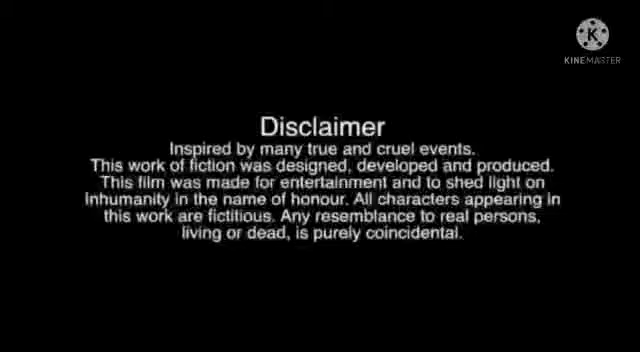 K
KINEMASTER
Disclaimer
Inspired by many true and cruel events.
This work of fiction was designed, developed and produced.
This film was made for entertainment and to shed light on
Inhumanity in the name of honour. All characters appearing in
this work are fictitious. Any resemblance to real persons,
living or dead, is purely coincidental.